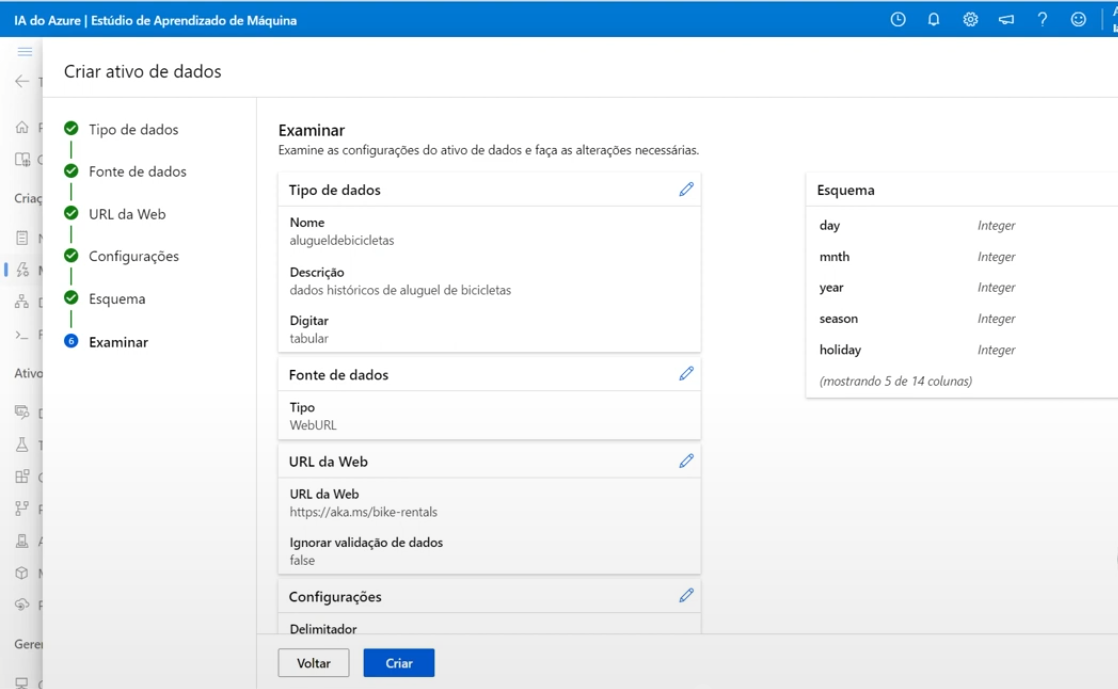 IA do Azure | Estúdio de Aprendizado de Máquina
Criar ativo de dados
Tipo de dados
Fonte de dados
URL da Web
Configurações
Esquema
6 Examinar
Examinar
Examine as configurações do ativo de dados e faça as alterações necessárias.
Tipo de dados
Nome
alugueldebicicletas
Descrição
dados históricos de aluguel de bicicletas
Digitar
tabular
Fonte de dados
Tipo
WebURL
URL da Web
URL da Web
https://aka.ms/bike-rentals
Ignorar validação de dados
false
Configurações
Delimitador
Esquema
day Integer
mnth Integer
year Integer
season Integer
holiday Integer
(mostrando 5 de 14 colunas)
Voltar
Criar